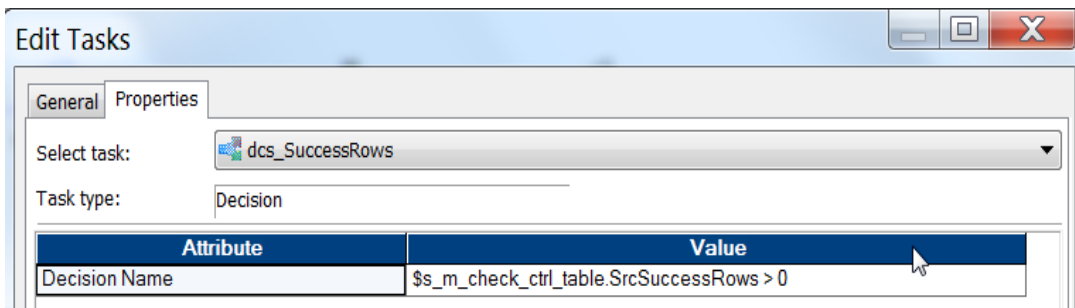 Edit Tasks
General Properties
Select task: dcs_SuccessRows
Task type: Decision
Attribute Value
Decision Name $s_m_check_ctrl_table.SrcSuccessRows > 0